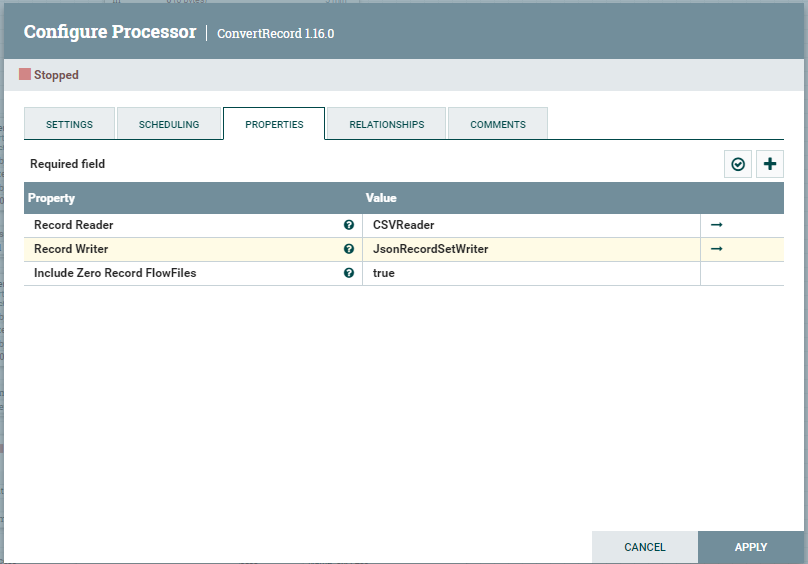 Configure Processor | ConvertRecord 1.16.0
Stopped
SETTINGS SCHEDULING PROPERTIES RELATIONSHIPS COMMENTS
Required field
Property Value
Record Reader CSVReader
Record Writer JsonRecordSetWriter
Include Zero Record FlowFiles true
CANCEL APPLY